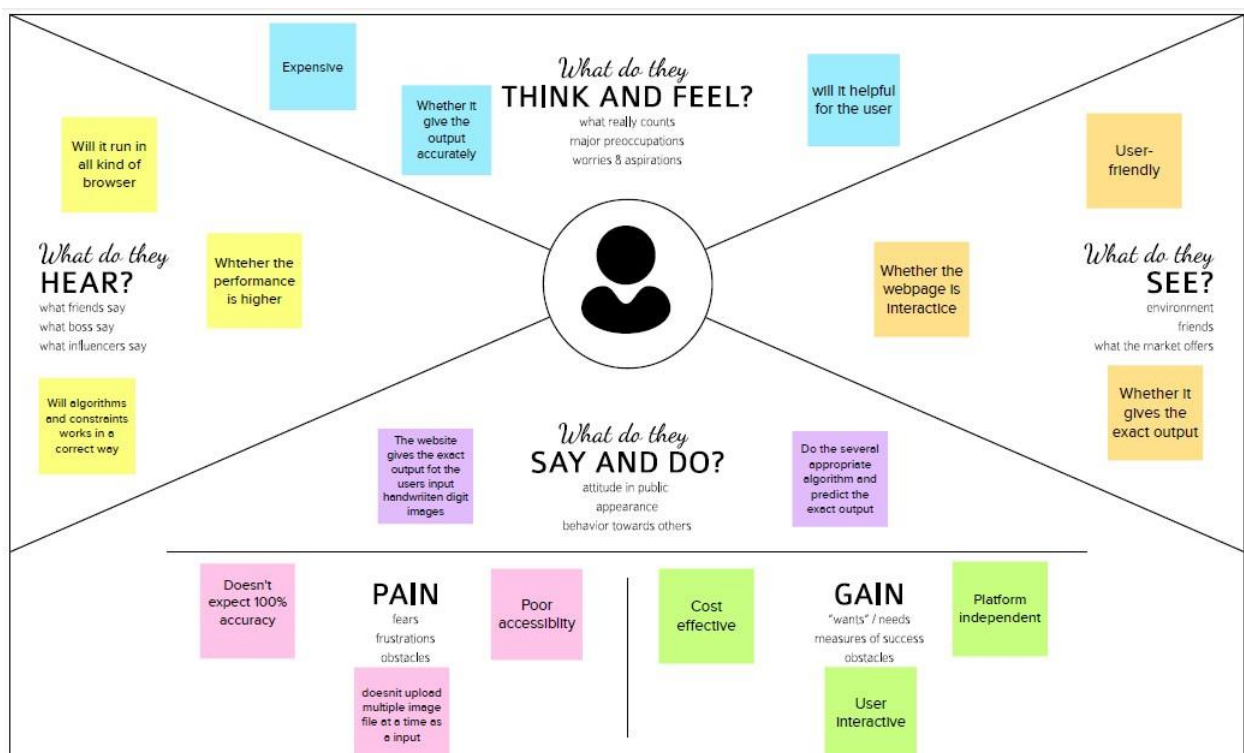 Expensive
Whether it
give the
output
accurately
What do they
THINK AND FEEL?
what really counts
major preoccupations
worries & aspirations
will it helpful
for the user
Will it run in
all kind of
browser
What do they
HEAR?
what friends say
what boss say
what influencers say
Whteher the
performance
is higher
Will algorithms
and constraints
works in a
correct way
User-
friendly
Whether the
webpage is
Interactice
What do they
SEE?
environment
friends
what the market offers
Whether it
gives the
exact output
The website
gives the exact
output fot the
users input
handwriiten digit
images
What do they
SAY AND DO?
attitude in public
appearance
behavior towards others
Do the several
appropriate
algorithm and
predict the
exact output
Doesn't
expect 100%
accuracy
PAIN
fears
frustrations
obstacles
Poor
accessiblity
doesnit upload
multiple image
file at a time as
a input
Cost
effective
GAIN
"wants" / needs
measures of success
obstacles
Platform
independent
User
Interactive